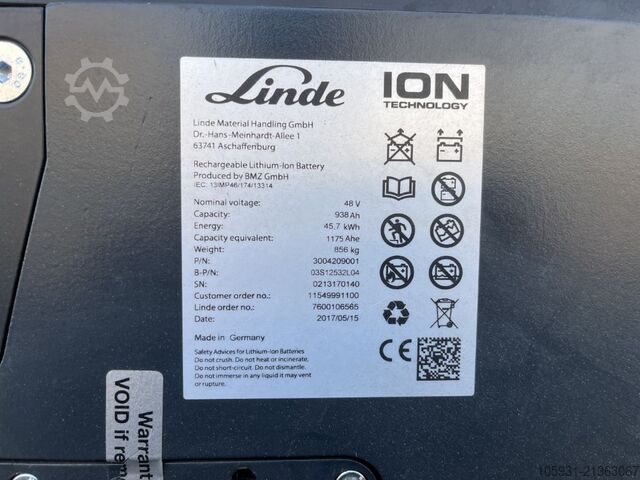 Linde
ION
TECHNOLOGY
Linde Material Handling GmbH
Dr.-Hans-Meinhardt-Allee 1
63741 Aschaffenburg
Rechargeable Lithium-Ion Battery
Produced by BMZ GmbH
IEC: 13IMP46/174/13314
Nominal voltage: 48 V
Capacity: 938 Ah
Energy: 45.7 kWh
Capacity equivalent: 1175 Ahe
Weight: 856 kg
P/N: 3004209001
B-P/N: 03S12532L04
SN: 0213170140
Customer order no.: 11549991100
Linde order no.: 7600106565
Date: 2017/05/15
Made in Germany
Safety Advices for Lithium-Ion Batteries
Do not crush. Do not heat or incinerate.
Do not short-circuit. Do not dismantle.
Do not immerse in any liquid it may vent
or rupture.
CE
Warrant
VOID if remo
105931-21363067